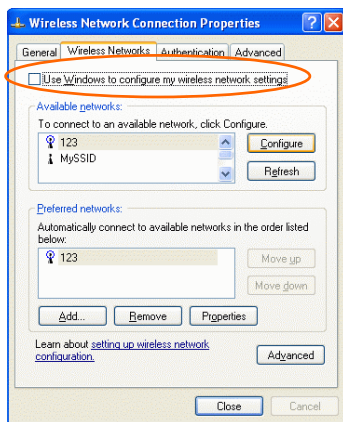 Wireless Network Connection Properties
General Wireless Networks Authentication Advanced
Use Windows to configure my wireless network settings
Available networks:
To connect to an available network, click Configure.
123
MySSID
Configure
Refresh
Preferred networks:
Automatically connect to available networks in the order listed
below:
123
Move up
Move down
Add... Remove Properties
Learn about setting up wireless network
configuration.
Advanced
Close Cancel